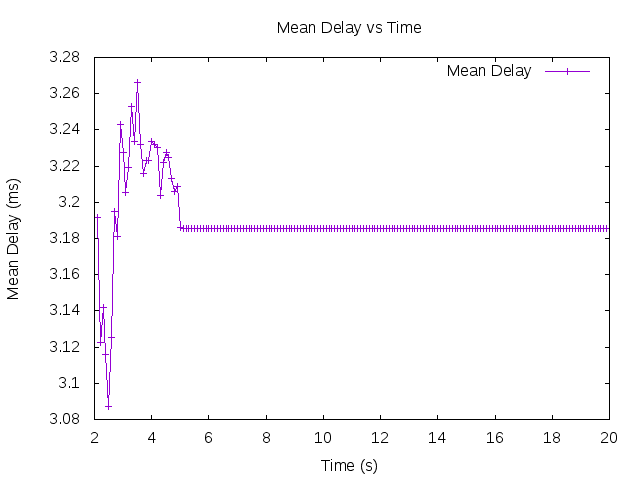 Mean Delay vs Time
Mean Delay
Mean Delay (ms)
3.28
3.26
3.24
3.22
3.2
3.18
3.16
3.14
3.12
3.1
3.08
2 4 6 8 10 12 14 16 18 20
Time (s)